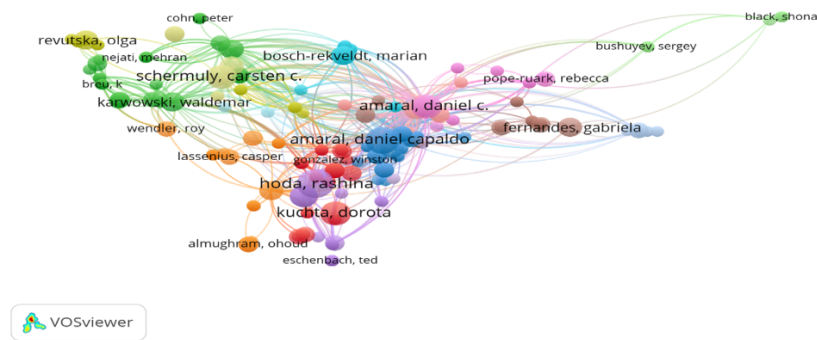 cohn, peter
black, shona
revutska, olga
bushuyev, sergey
nejati, mehran
bosch-rekveldt, marian
schermuly, carsten c.
pope-ruark, rebecca
breu, k
karwowski, waldemar
amaral, daniel c.
wendler, roy
fernandes, gabriela
amaral, daniel capaldo
lassenius, casper
gonzalez, winston
hoda, rashina
kuchta, dorota
almughram, ohoud
eschenbach, ted
VOSviewer